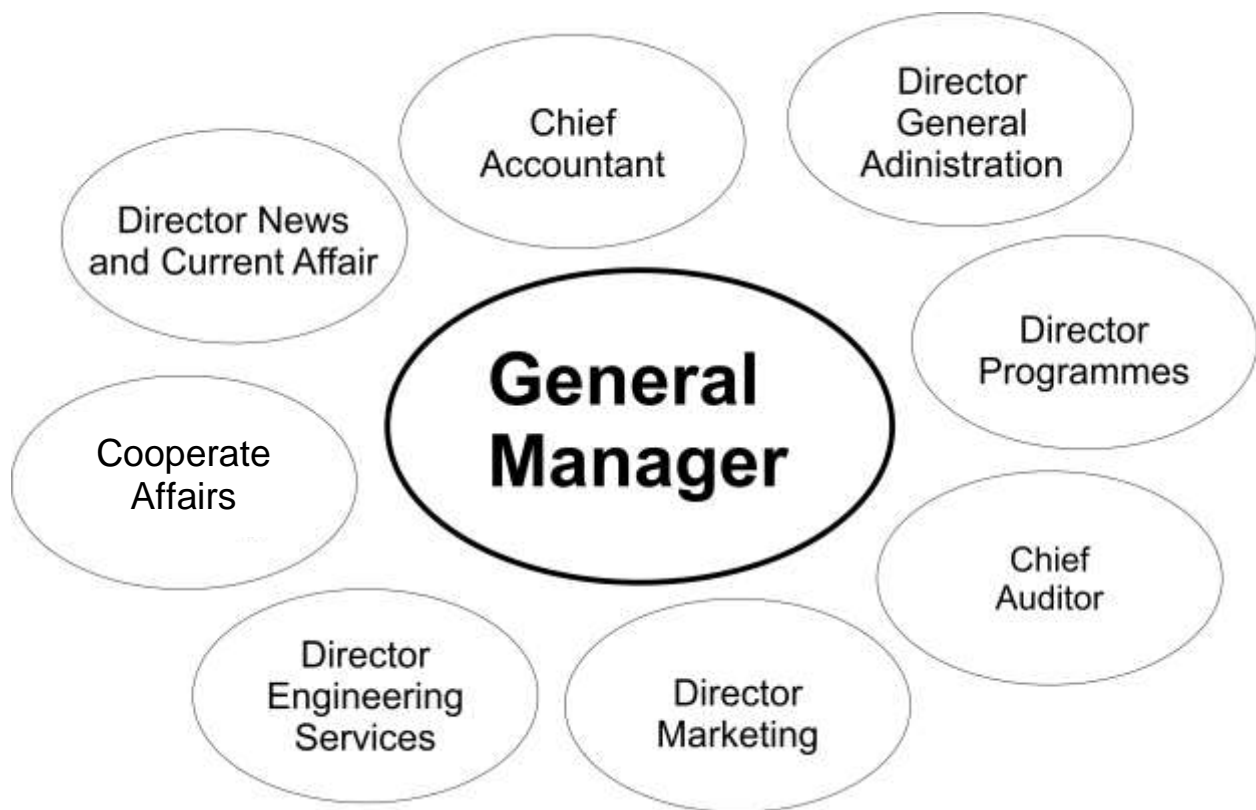 Director
General
Adinistration
Chief
Accountant
Director News
and Current Affair
Director
Programmes
General
Manager
Cooperate
Affairs
Chief
Auditor
Director
Engineering
Services
Director
Marketing